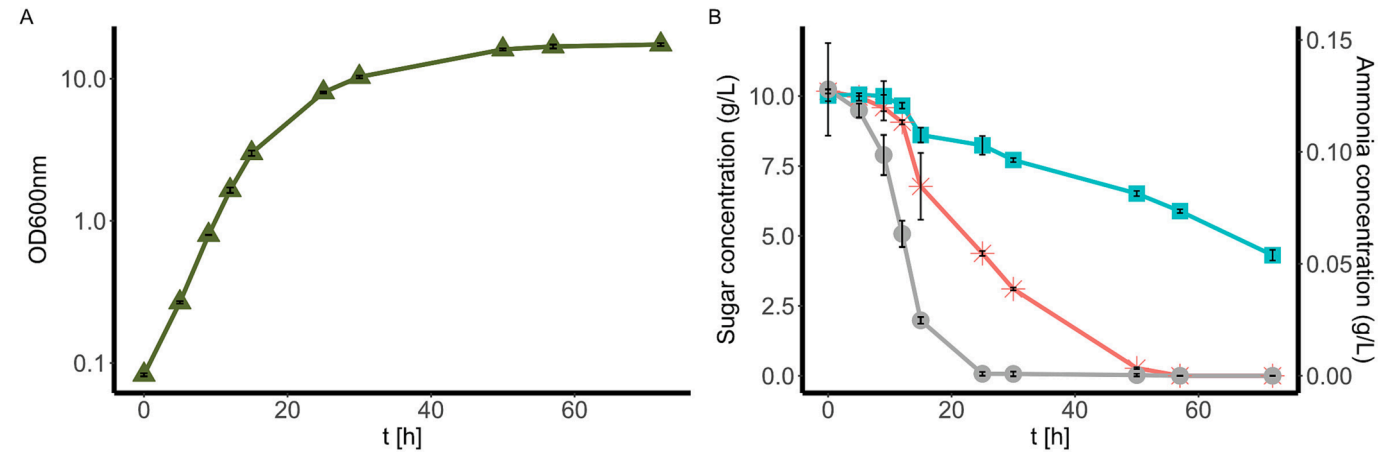 A
OD600nm
10.0
1.0
0.1
0 20 40 60
t [h]
B
Sugar concentration (g/L)
10.0
7.5
5.0
2.5
0.0
0 20 40 60
t [h]
0.15
0.10
0.05
0.00
Ammonia concentration (g/L)